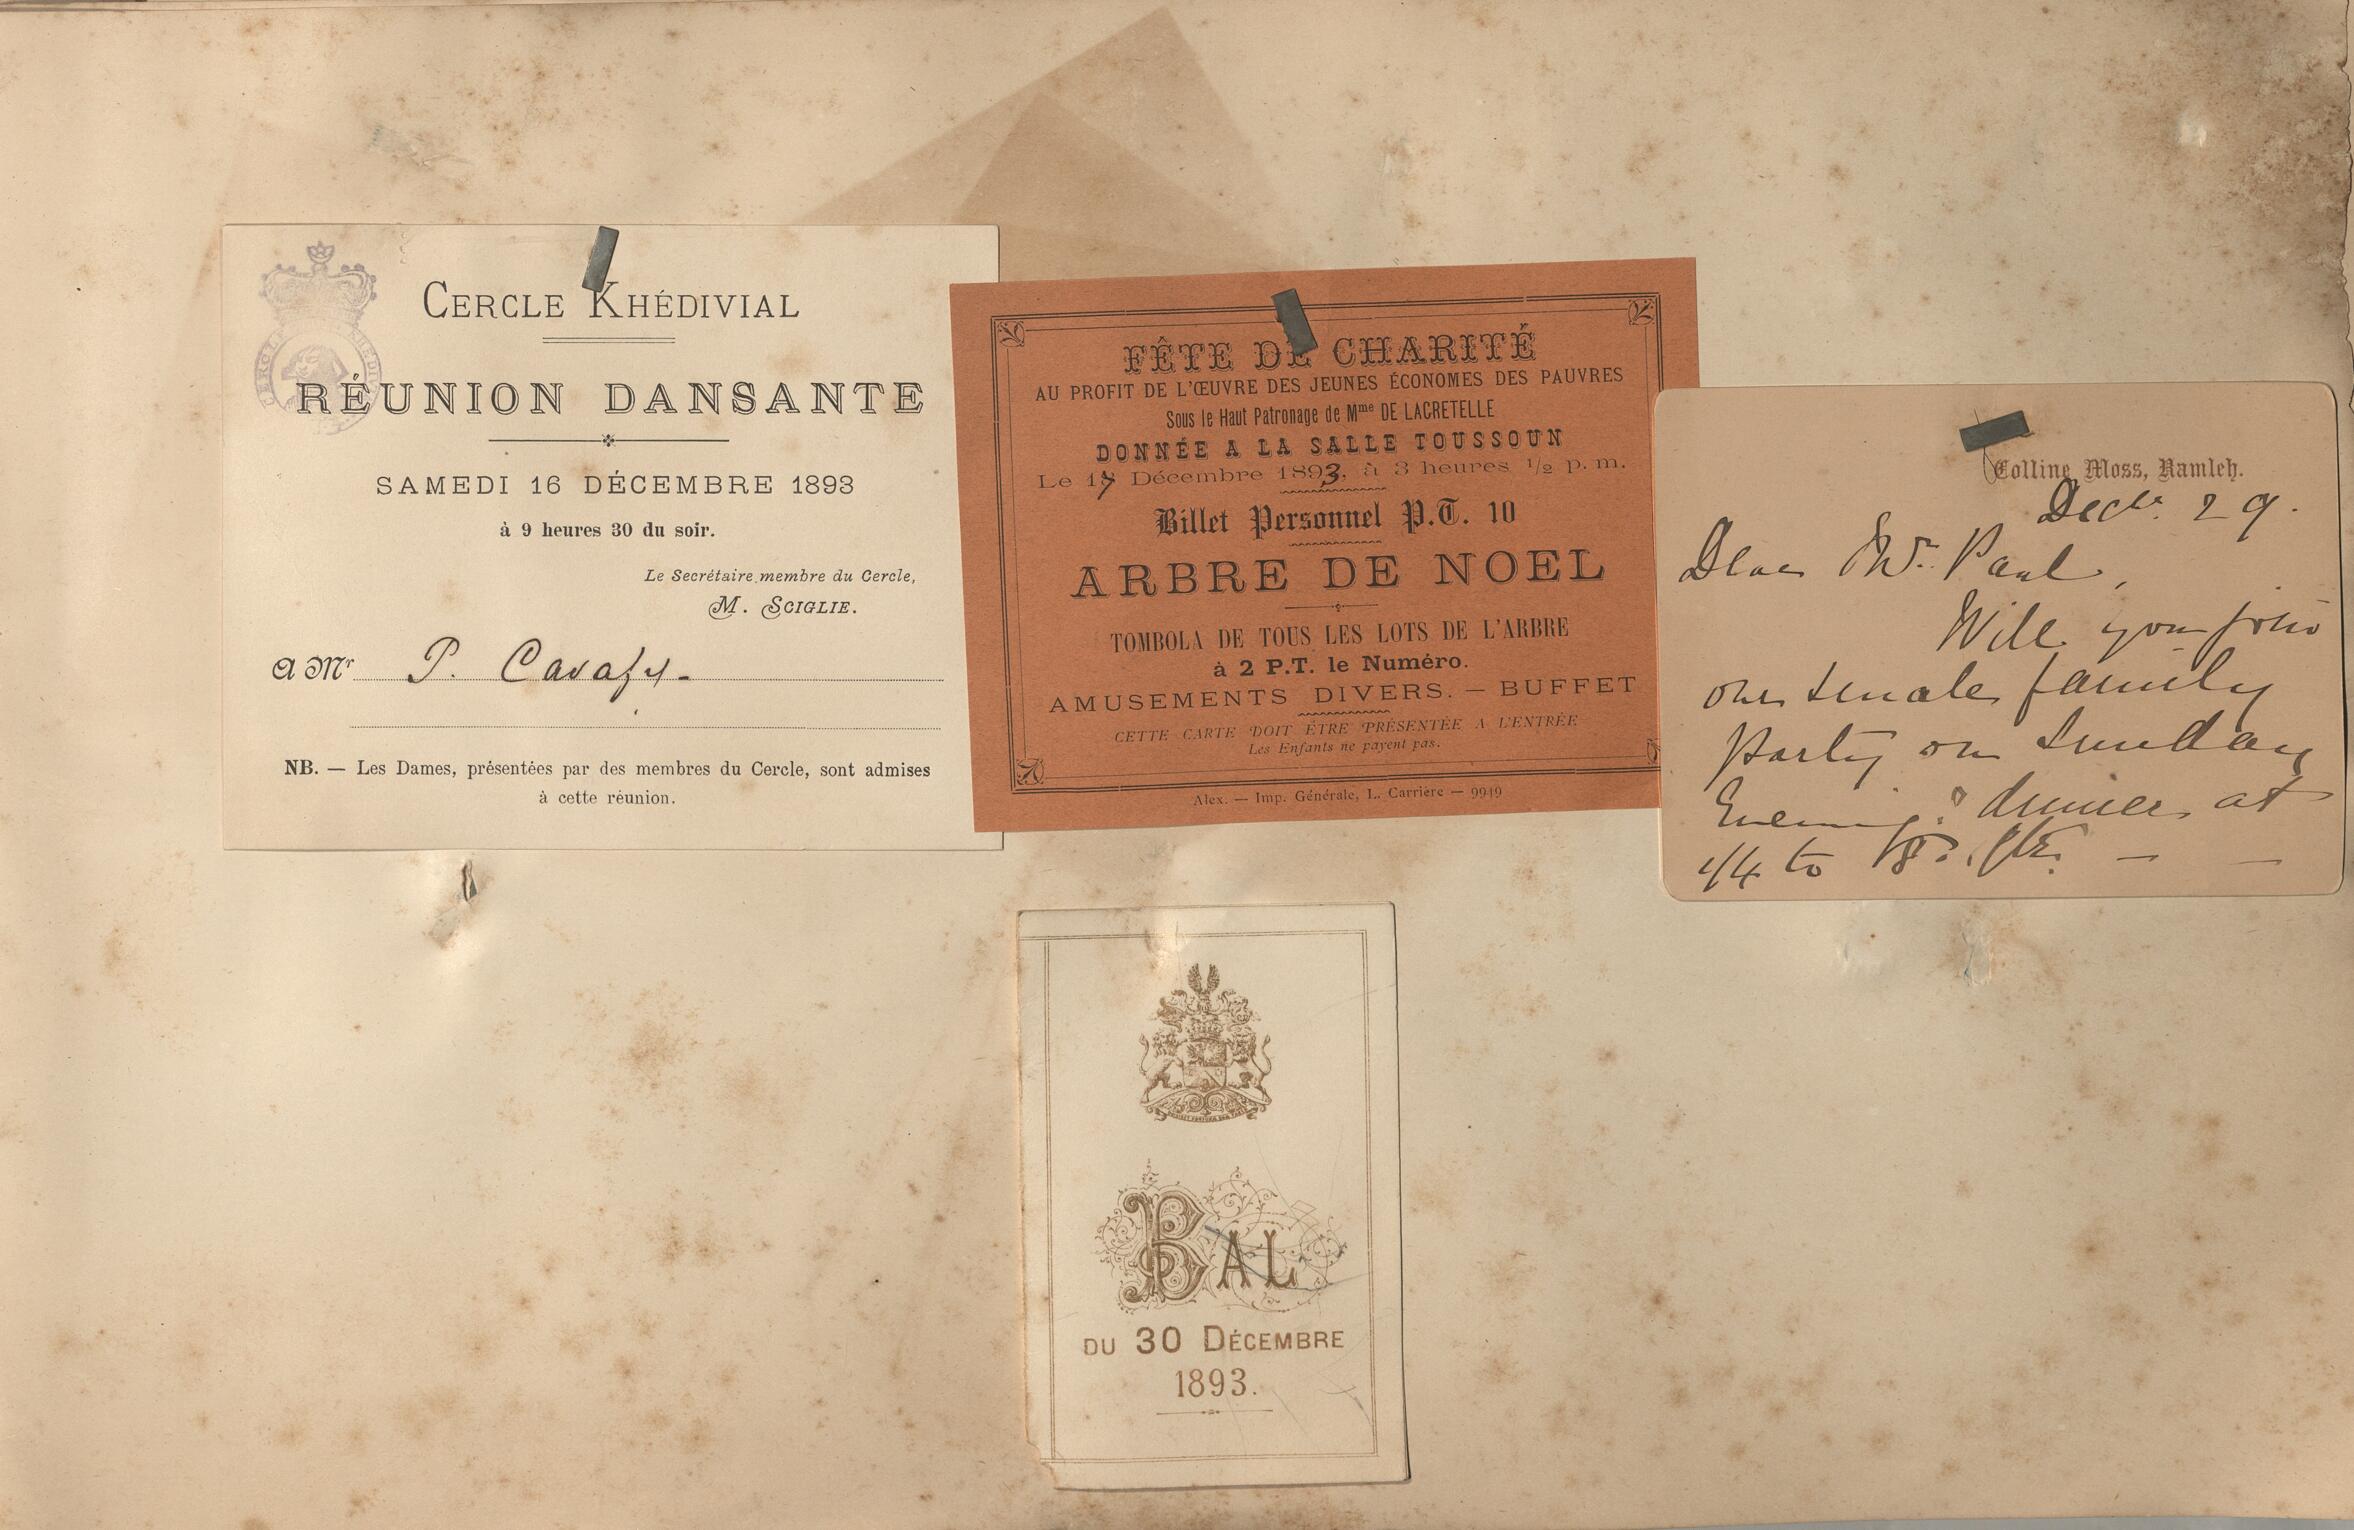 CERCLE KHÉDIVIAL
RÉUNION DANSANTE
SAMEDI 16 DÉCEMBRE 1893
à 9 heures 30 du soir.
Le Secrétaire membre du Cercle,
M. SCIGLIE.
A Mr P. Cavafy.
NB. — Les Dames, présentées par des membres du Cercle, sont admises
à cette réunion.
FÊTE DE CHARITÉ
AU PROFIT DE L'ŒUVRE DES JEUNES ÉCONOMES DES PAUVRES
Sous le Haut Patronage de Mme DE LACRETELLE
DONNÉE A LA SALLE TOUSSOUN
Le 17 Décembre 1893, à 3 heures 1/2 p. m.
Billet Personnel P.T. 10
ARBRE DE NOEL
TOMBOLA DE TOUS LES LOTS DE L'ARBRE
à 2 P.T. le Numéro.
AMUSEMENTS DIVERS. — BUFFET
CETTE CARTE DOIT ÊTRE PRÉSENTÉE A L'ENTRÉE
Les Enfants ne payent pas.
Alex. — Imp. Générale, L. Carrière — 9949
Colline Moss, Ramleh.
Decbr 29.
Dear Mr Paul,
Will you join
our family
party on Sunday
Evening? dinner at
1/4 to 8.
BAL
DU 30 DÉCEMBRE
1893.